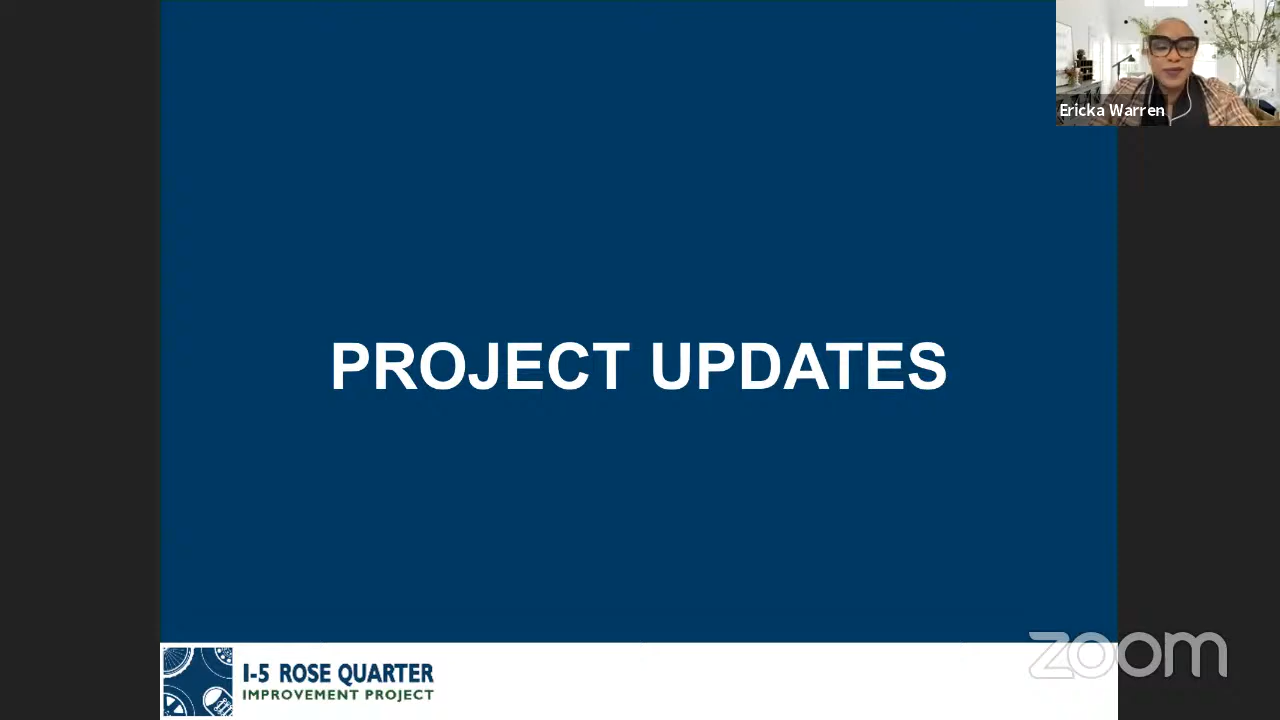 Ericka Warren
PROJECT UPDATES
I-5 ROSE QUARTER
IMPROVEMENT PROJECT
zoom